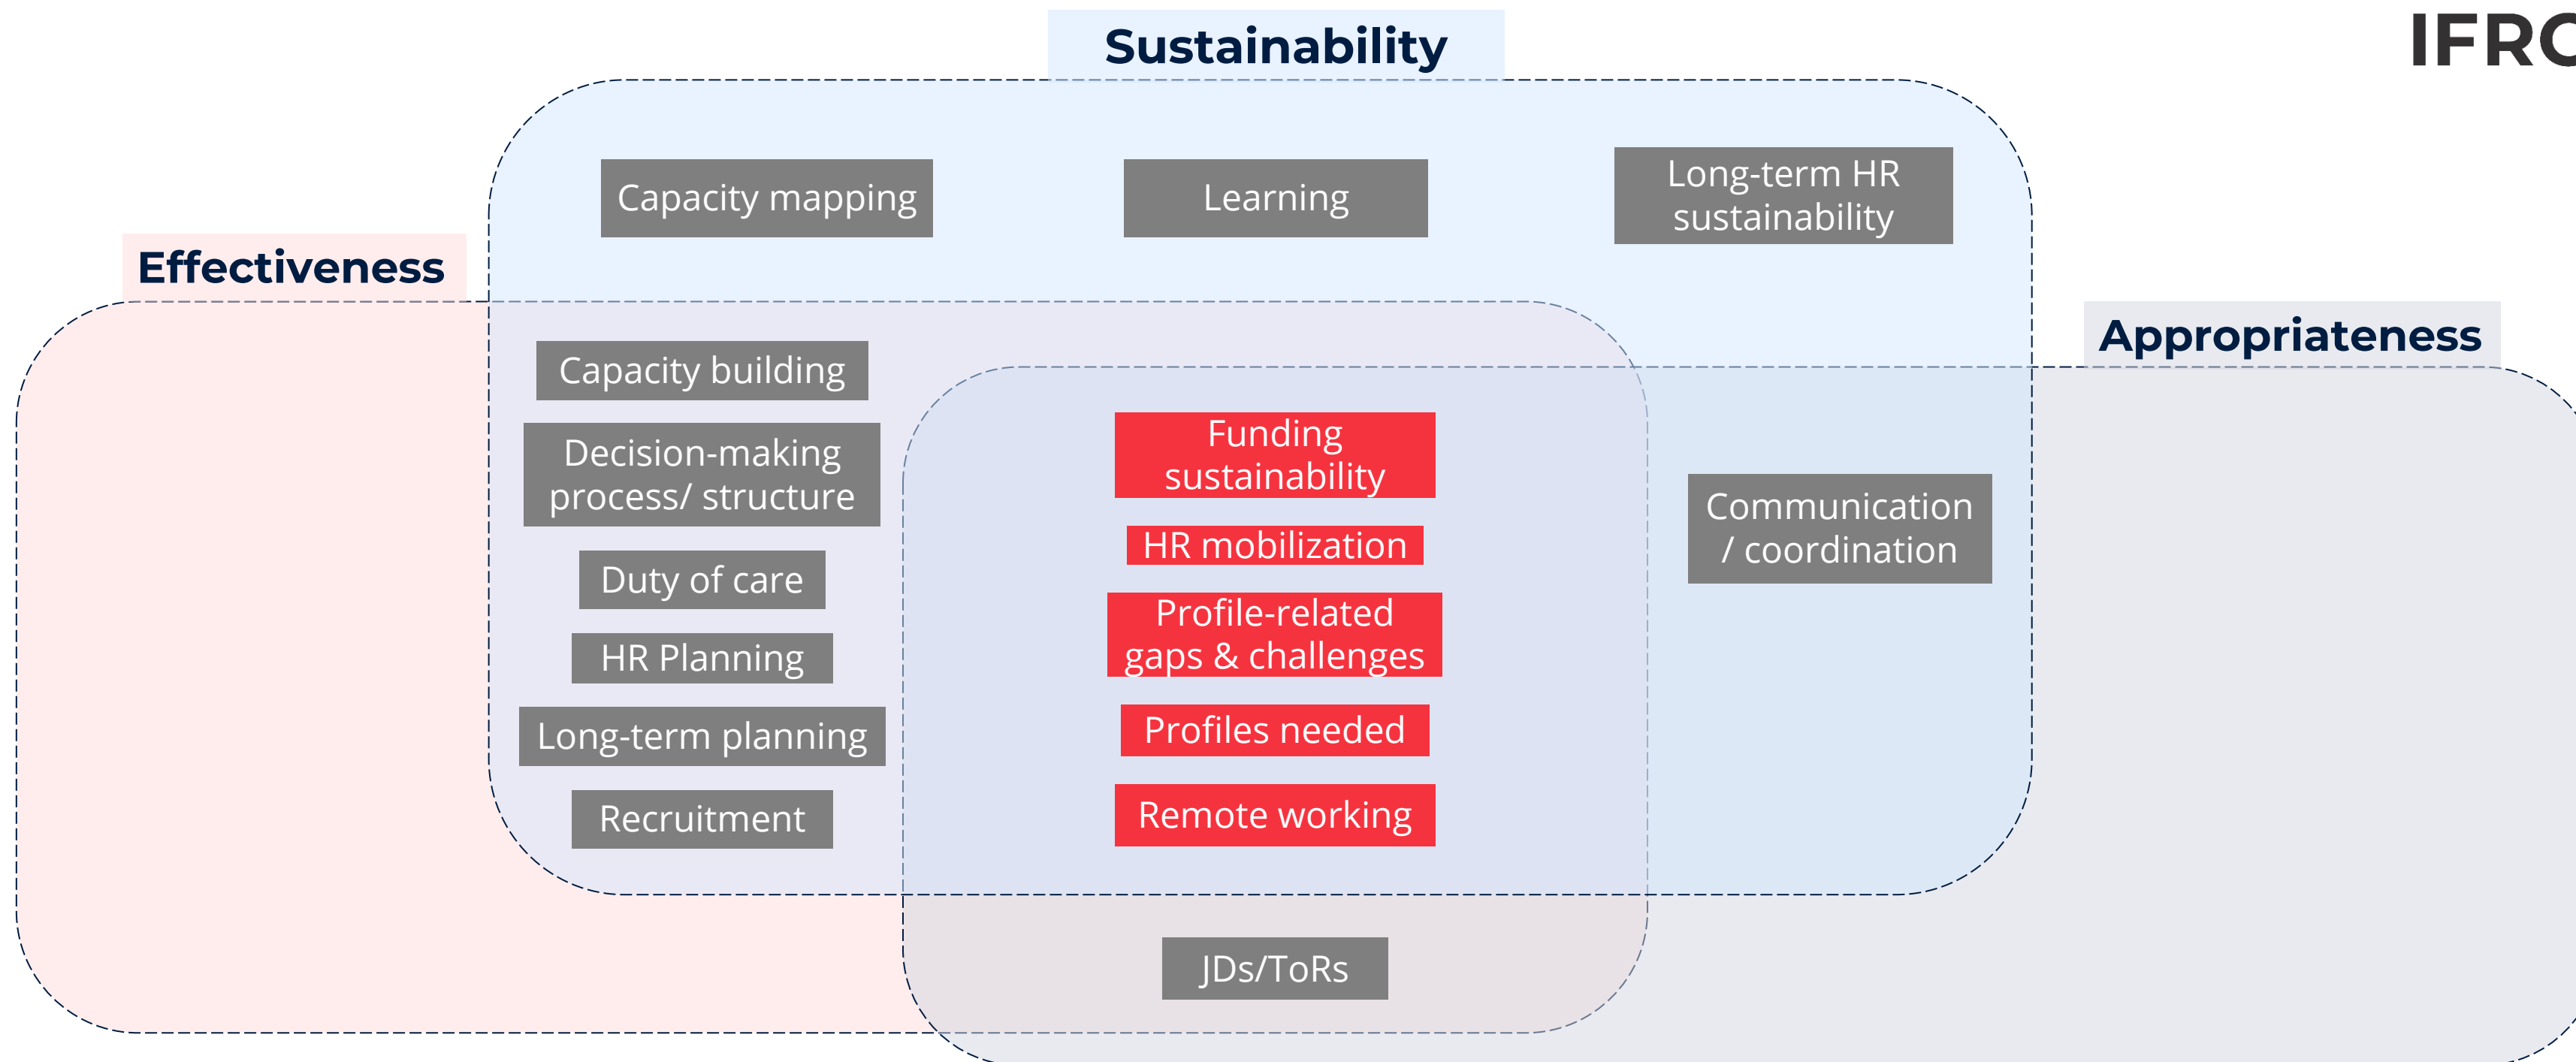 Sustainability
IFRC
Capacity mapping
Learning
Long-term HR
sustainability
Effectiveness
Appropriateness
Capacity building
Decision-making
process/ structure
Duty of care
HR Planning
Long-term planning
Recruitment
Funding
sustainability
HR mobilization
Profile-related
gaps & challenges
Profiles needed
Remote working
Communication
/ coordination
JDs/ToRs